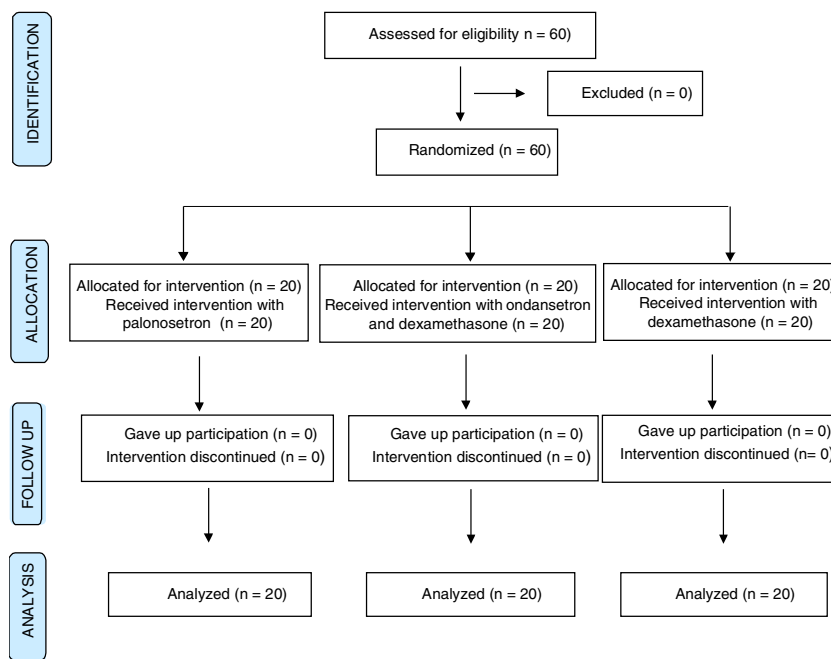 IDENTIFICATION
Assessed for eligibility n = 60)
Excluded (n = 0)
Randomized (n = 60)
ALLOCATION
Allocated for intervention (n = 20)
Received intervention with
palonosetron (n = 20)
Allocated for intervention (n = 20)
Received intervention with ondansetron
and dexamethasone (n = 20)
Allocated for intervention (n = 20)
Received intervention with
dexamethasone (n = 20)
FOLLOW UP
Gave up participation (n = 0)
Intervention discontinued (n = 0)
Gave up participation (n = 0)
Intervention discontinued (n = 0)
Gave up participation (n = 0)
Intervention discontinued (n= 0)
ANALYSIS
Analyzed (n = 20)
Analyzed (n = 20)
Analyzed (n = 20)